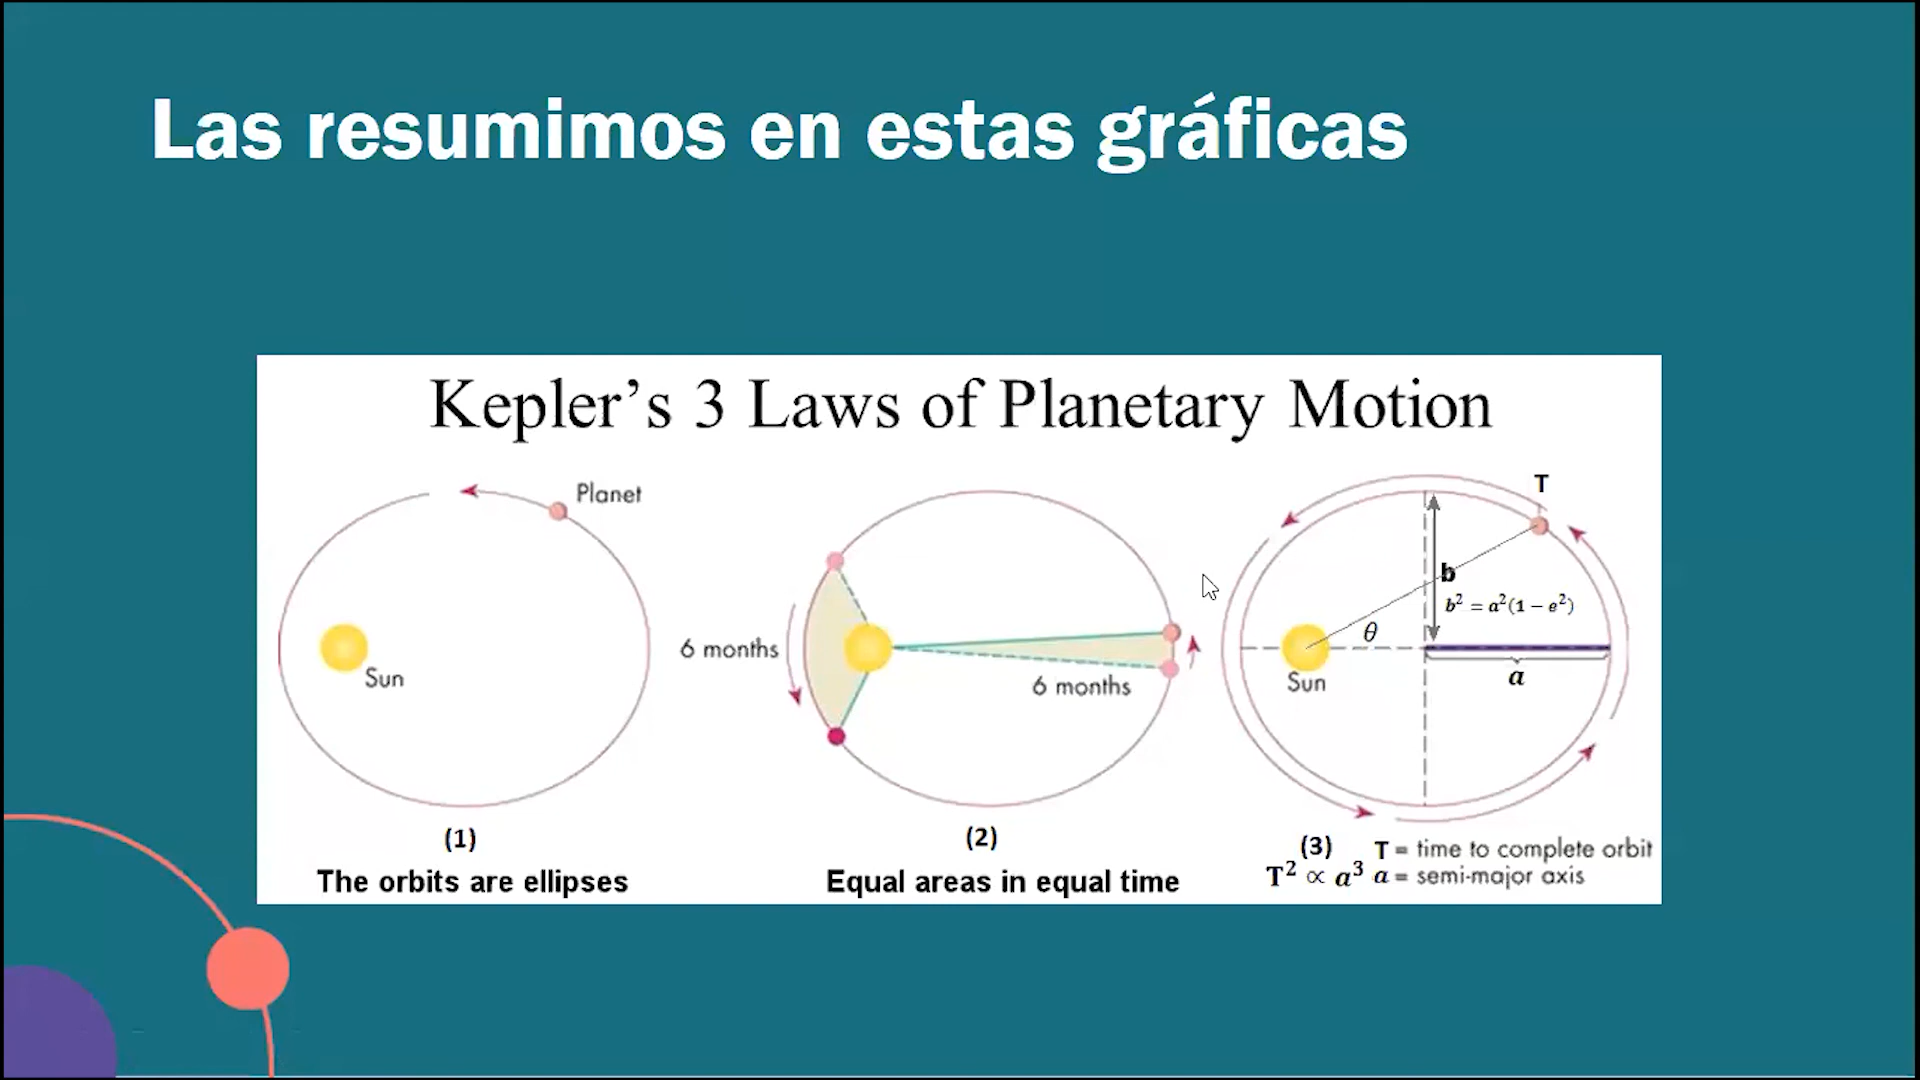 Las resumimos en estas gráficas
Kepler's 3 Laws of Planetary Motion
Planet
Sun
(1)
The orbits are ellipses
6 months
6 months
(2)
Equal areas in equal time
T
b
b² = a²(1 − e²)
θ
Sun
a
(3) T = time to complete orbit
T² ∝ a³ a = semi-major axis